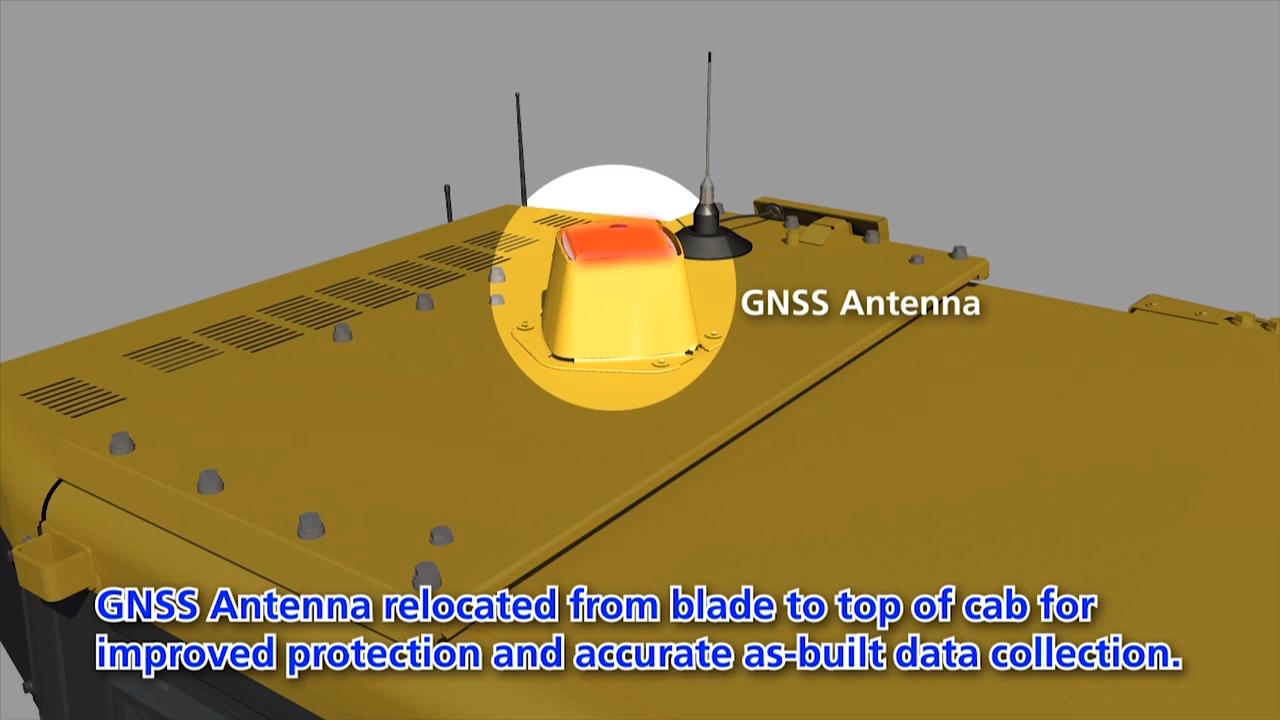 GNSS Antenna
GNSS Antenna relocated from blade to top of cab for
improved protection and accurate as-built data collection.